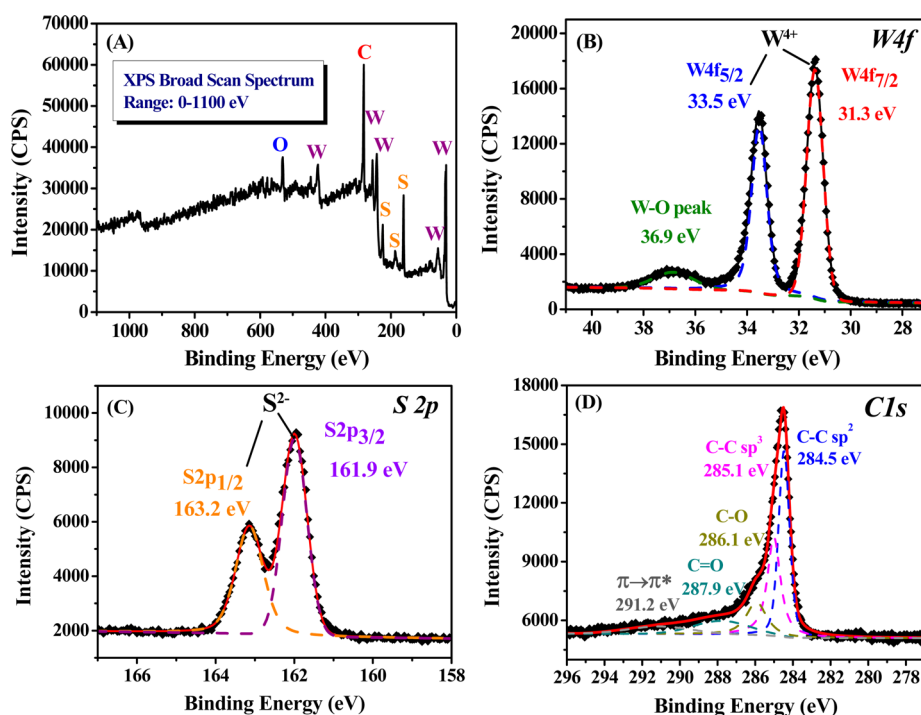 (A)
XPS Broad Scan Spectrum
Range: 0-1100 eV
C
W
W
W
O
W
S
S
S
W
70000
60000
50000
40000
30000
20000
10000
0
Intensity (CPS)
1000 800 600 400 200 0
Binding Energy (eV)
(B)
W4f
W⁴⁺
W4f5/2
33.5 eV
W4f7/2
31.3 eV
W-O peak
36.9 eV
20000
16000
12000
8000
4000
0
Intensity (CPS)
40 38 36 34 32 30 28
Binding Energy (eV)
(C)
S 2p
S²⁻
S2p3/2
161.9 eV
S2p1/2
163.2 eV
10000
8000
6000
4000
2000
Intensity (CPS)
166 164 162 160 158
Binding Energy (eV)
(D)
C1s
C-C sp³
285.1 eV
C-C sp²
284.5 eV
C-O
286.1 eV
C=O
287.9 eV
π→π*
291.2 eV
18000
15000
12000
9000
6000
3000
Intensity (CPS)
296 294 292 290 288 286 284 282 280 278
Binding Energy (eV)